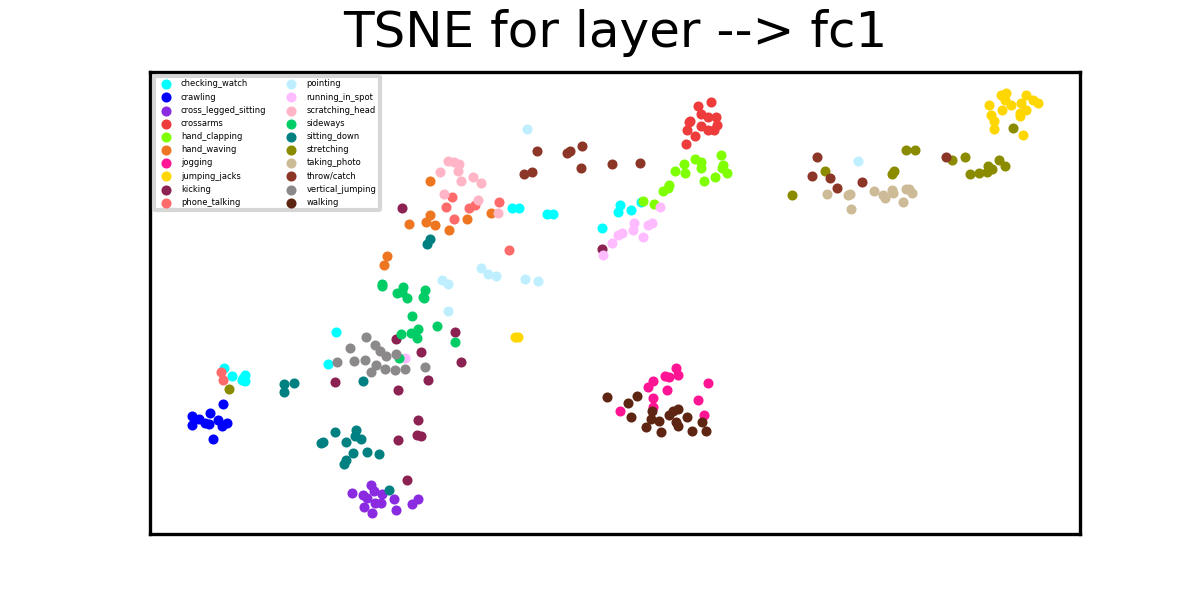 TSNE for layer --> fc1
checking_watch
crawling
cross_legged_sitting
crossarms
hand_clapping
hand_waving
jogging
jumping_jacks
kicking
phone_talking
pointing
running_in_spot
scratching_head
sideways
sitting_down
stretching
taking_photo
throw/catch
vertical_jumping
walking